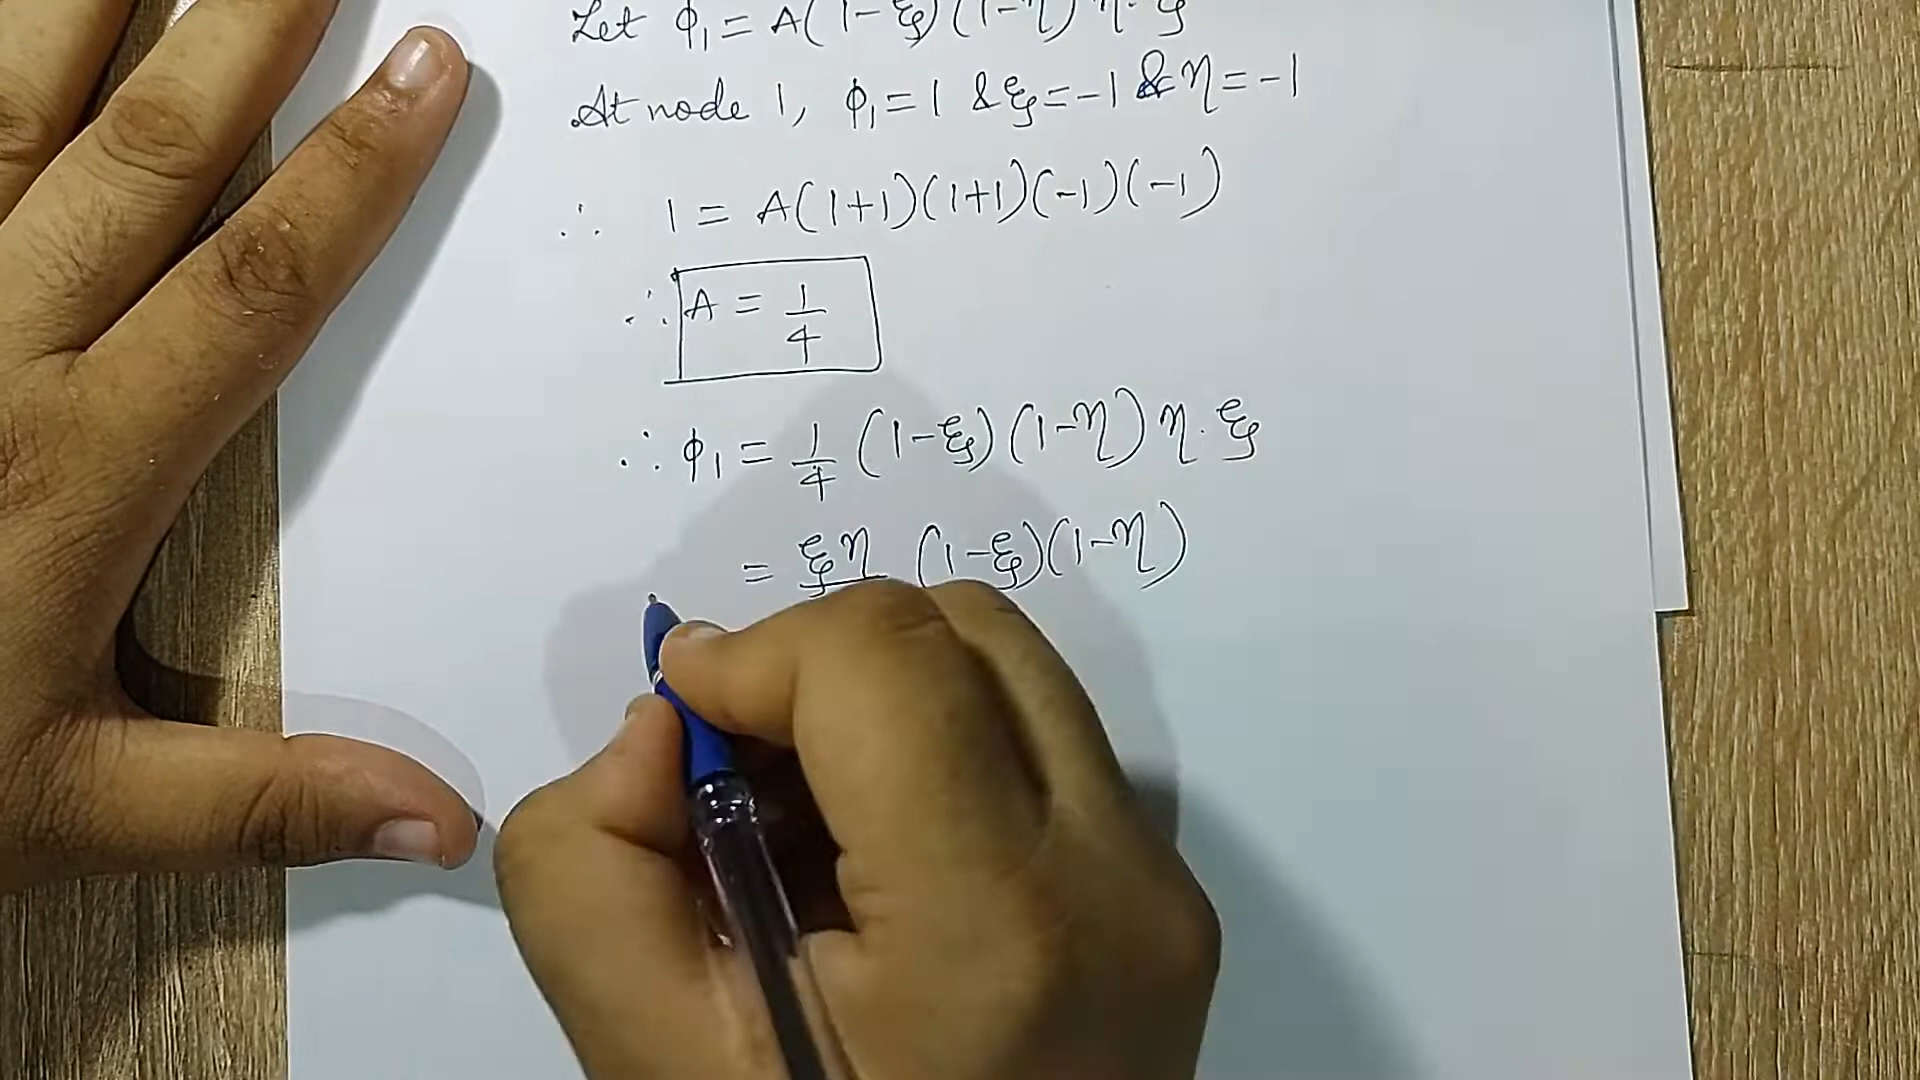 Let ϕ₁ = A(1-ξ)(1-η) η·ξ
At node 1, ϕ₁ = 1 & ξ = -1 & η = -1
∴ 1 = A(1+1)(1+1)(-1)(-1)
∴ A = 1/4
∴ ϕ₁ = 1/4 (1-ξ)(1-η) η·ξ
= ξη (1-ξ)(1-η)